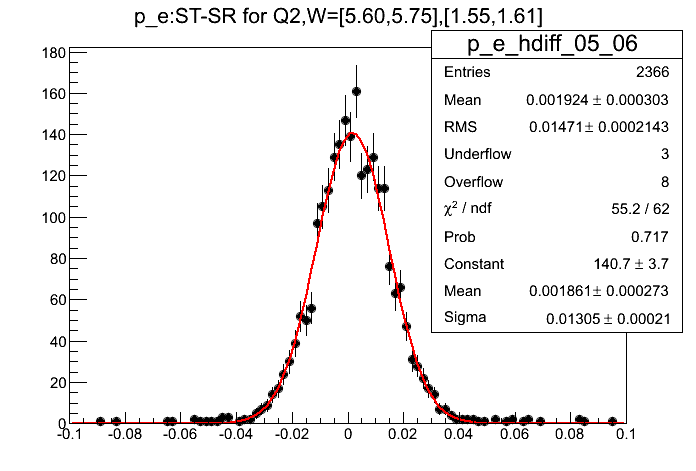 p_e:ST-SR for Q2,W=[5.60,5.75],[1.55,1.61]
p_e_hdiff_05_06
Entries 2366
Mean 0.001924 ± 0.000303
RMS 0.01471± 0.0002143
Underflow 3
Overflow 8
χ² / ndf 55.2 / 62
Prob 0.717
Constant 140.7 ± 3.7
Mean 0.001861± 0.000273
Sigma 0.01305± 0.00021
180
160
140
120
100
80
60
40
20
0
-0.1 -0.08 -0.06 -0.04 -0.02 0 0.02 0.04 0.06 0.08 0.1